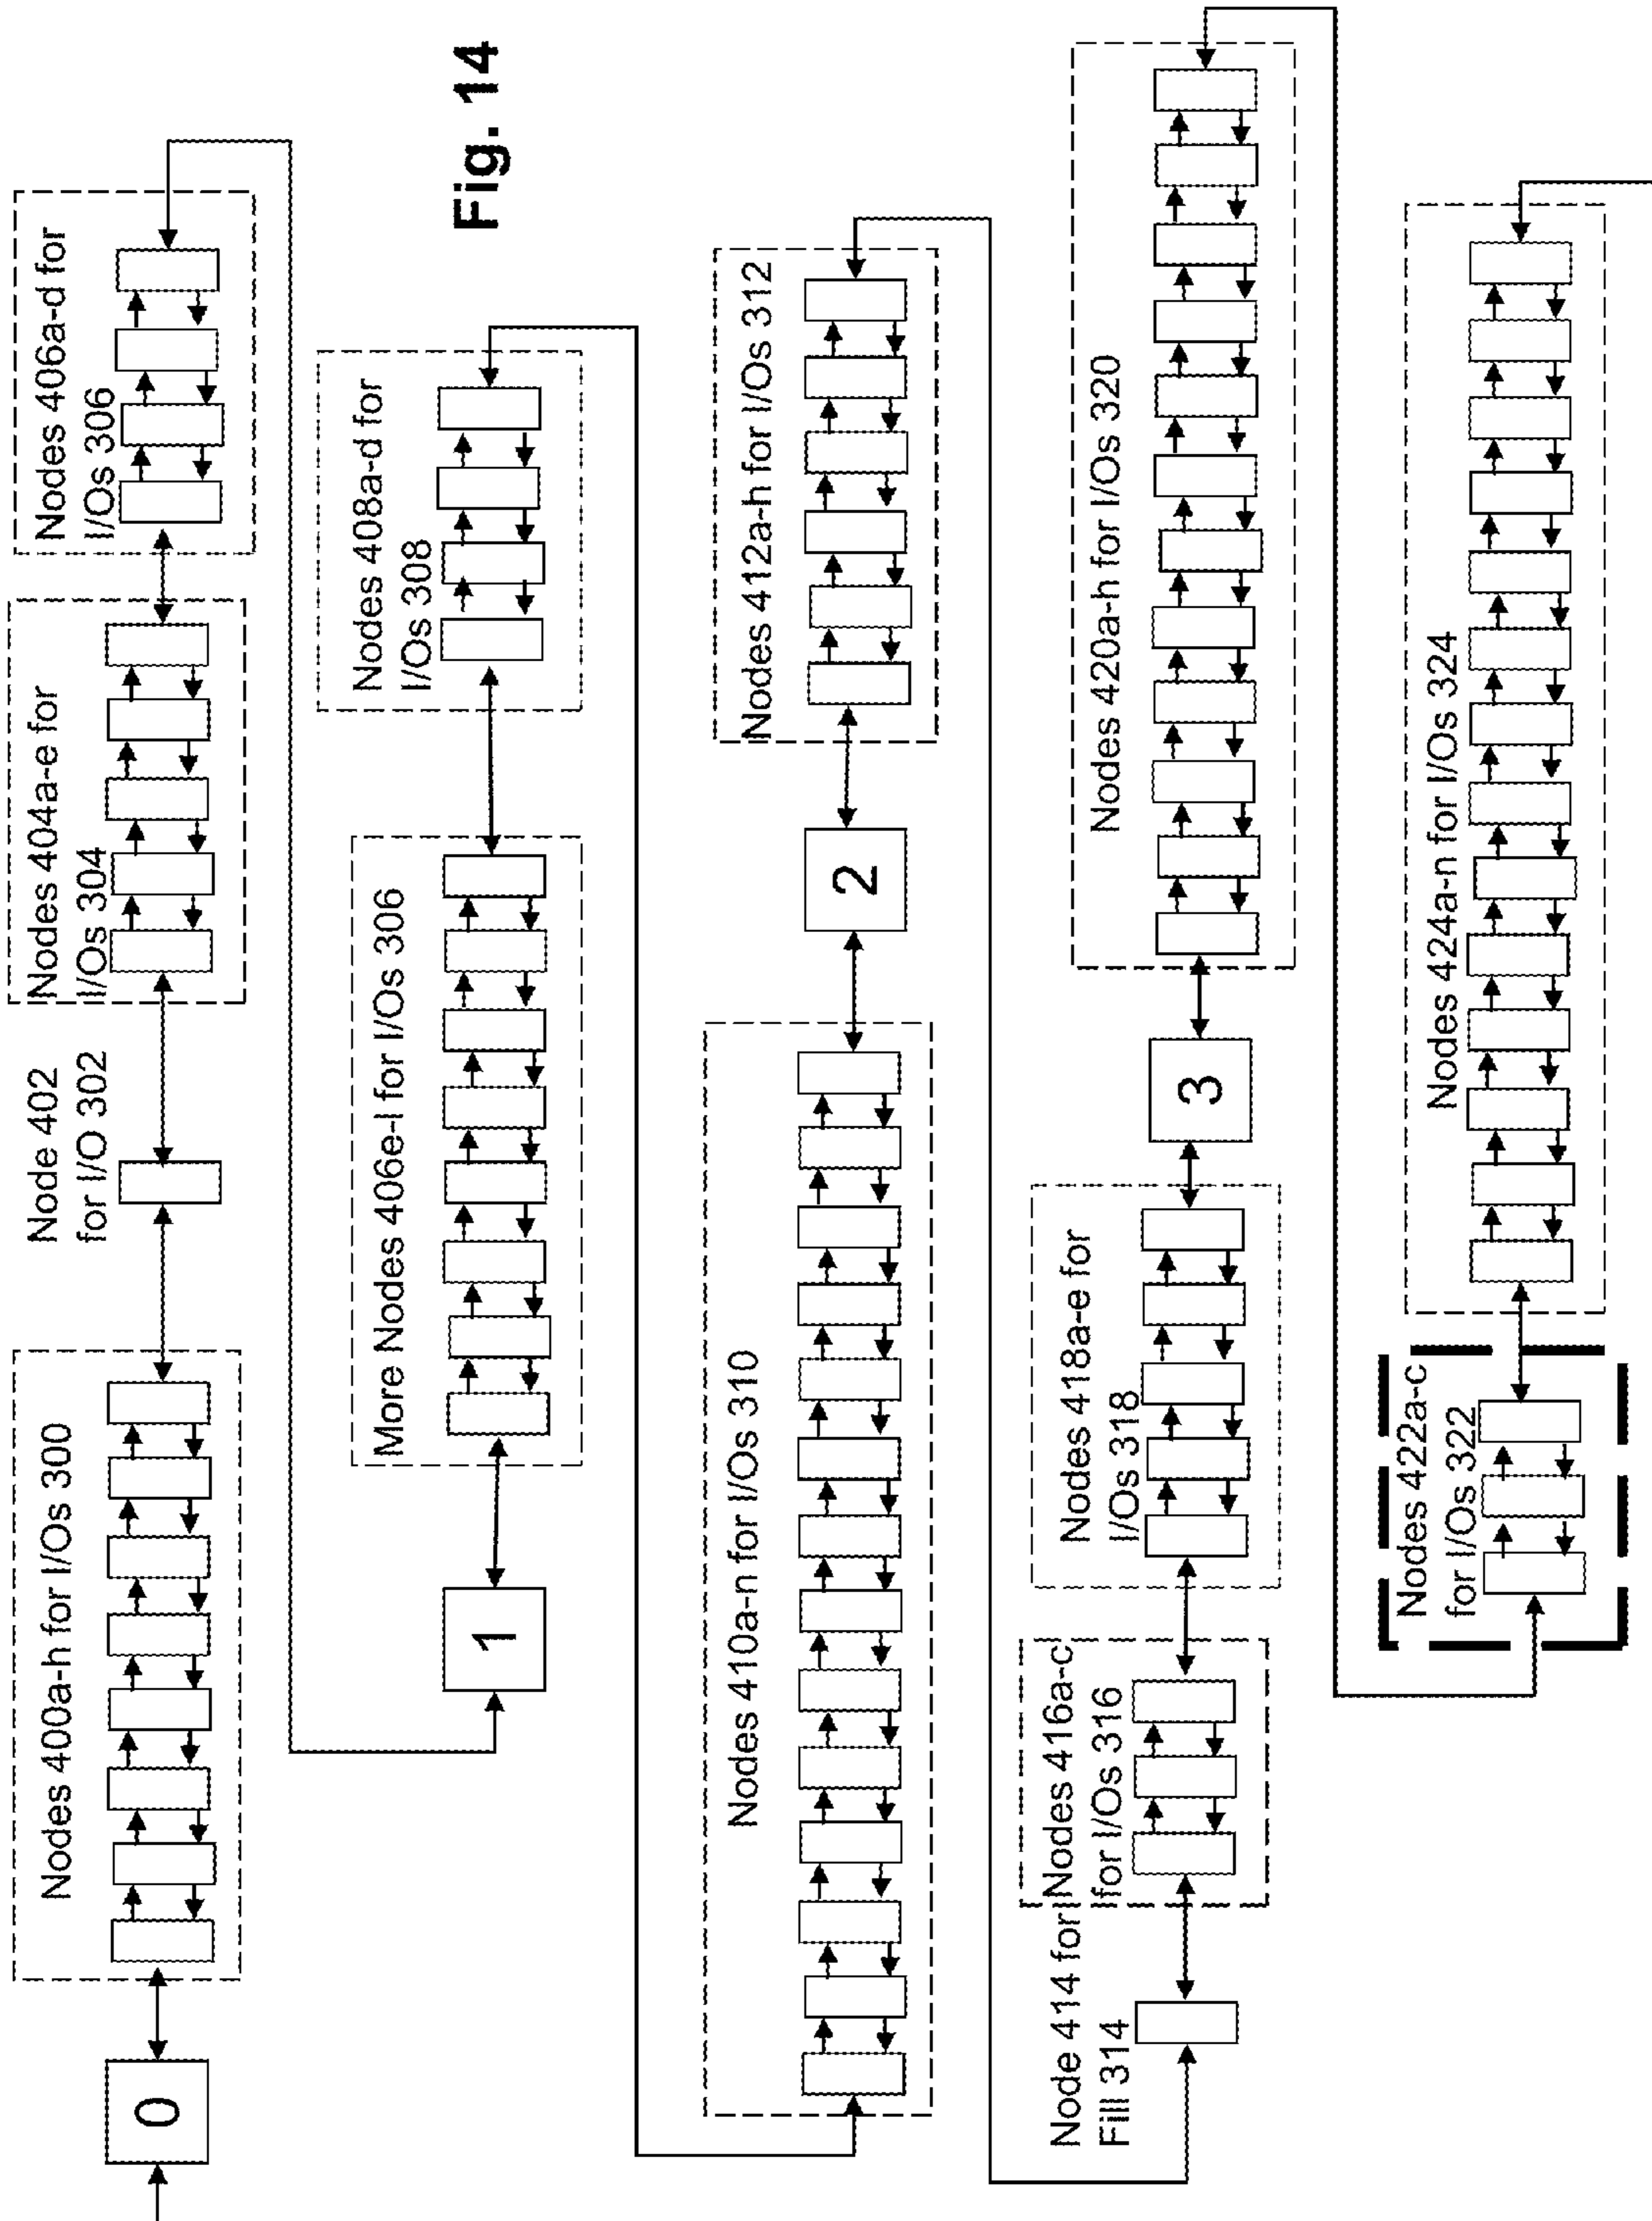 0
Nodes 400a-h for I/Os 300
Node 402
for I/O 302
Nodes 404a-e for
I/Os 304
Nodes 406a-d for
I/Os 306
1
More Nodes 406e-l for I/Os 306
Nodes 408a-d for
I/Os 308
Fig. 14
Nodes 410a-n for I/Os 310
2
Nodes 412a-h for I/Os 312
Node 414 for
Fill 314
Nodes 416a-c
for I/Os 316
Nodes 418a-e for
I/Os 318
3
Nodes 420a-h for I/Os 320
Nodes 422a-c
for I/Os 322
Nodes 424a-n for I/Os 324